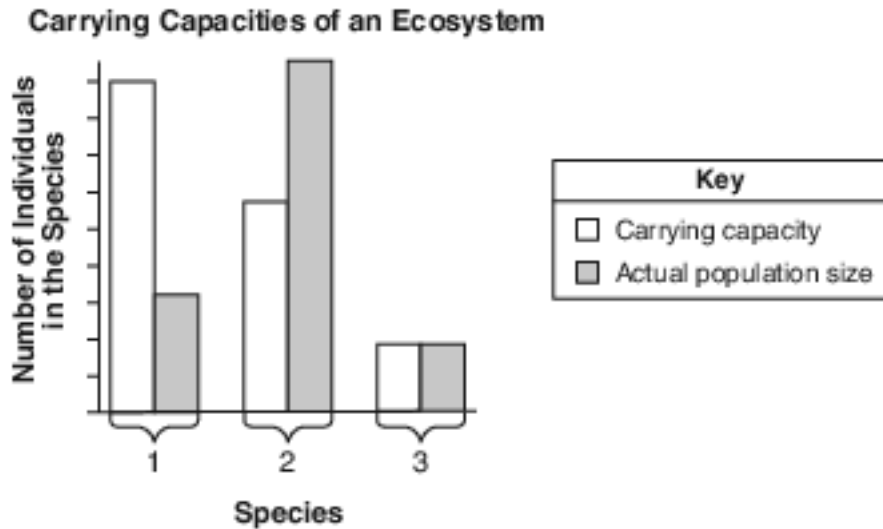 Carrying Capacities of an Ecosystem
Number of Individuals
in the Species
1
2
3
Species
Key
Carrying capacity
Actual population size